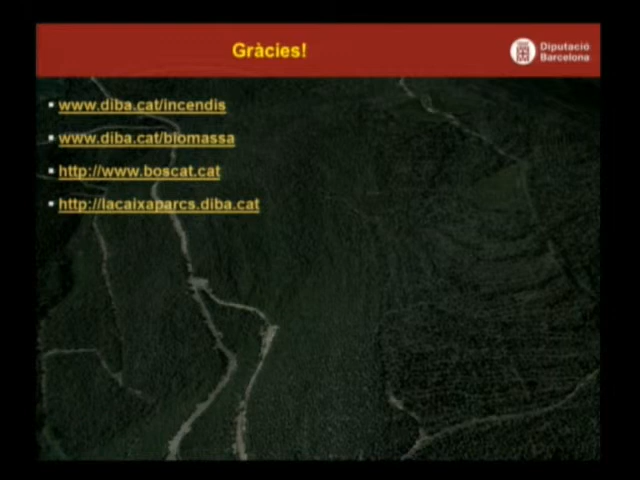 Gràcies!
Diputació
Barcelona
▪ www.diba.cat/incendis
▪ www.diba.cat/biomassa
▪ http://www.boscat.cat
▪ http://lacaixaparcs.diba.cat